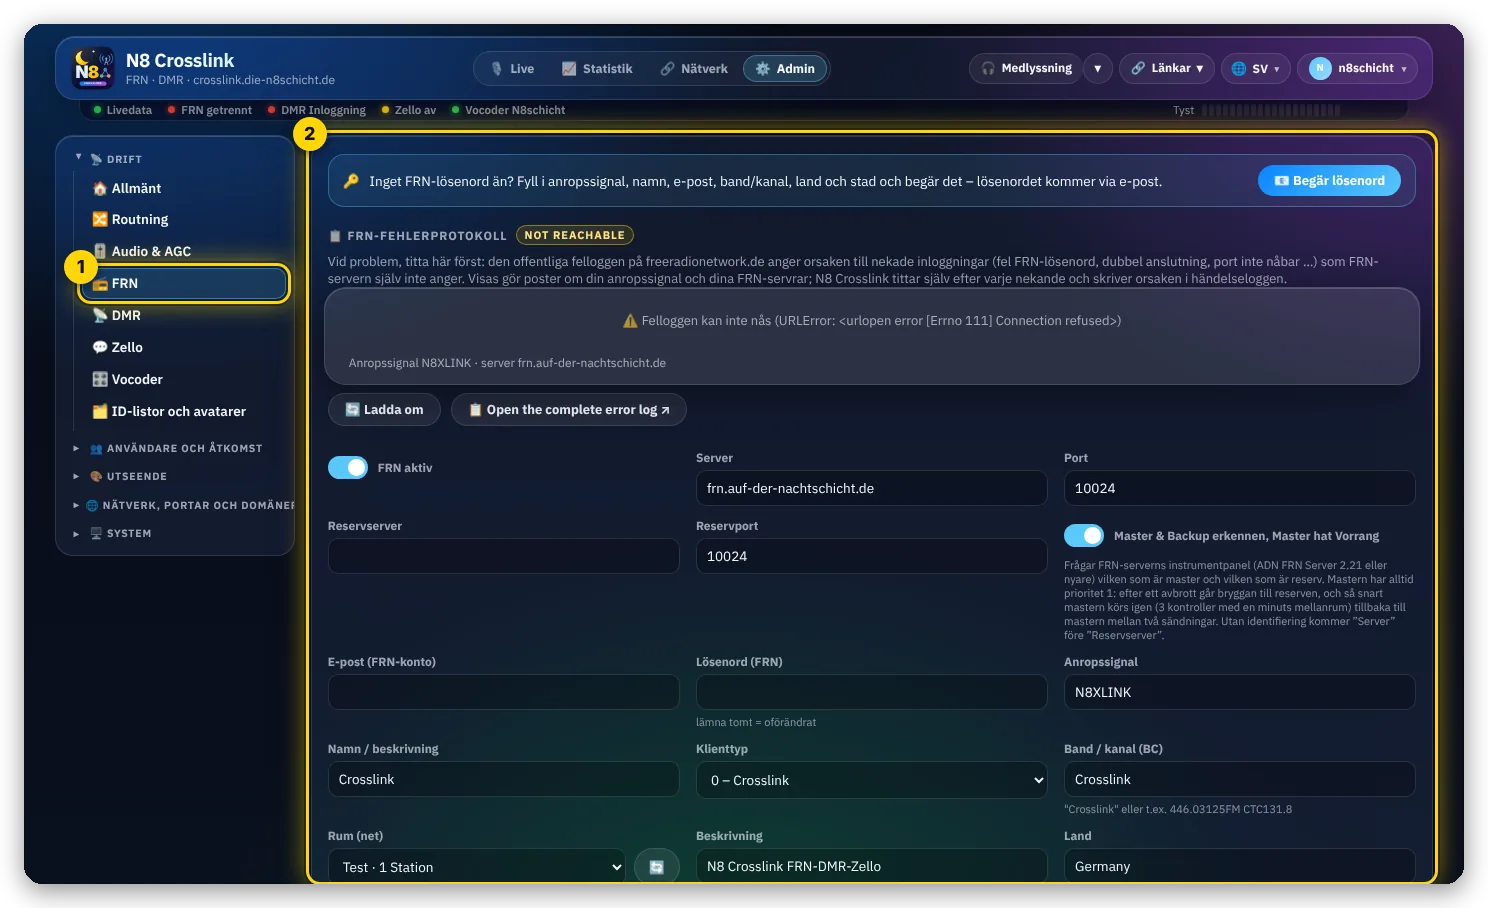 N8 Crosslink
FRN · DMR · crosslink.die-n8schicht.de
Live
Statistik
Nätverk
Admin
Medlyssning ▼
Länkar ▼
SV ▾
N n8schicht ▾
Livedata
FRN getrennt
DMR Inloggning
Zello av
Vocoder N8schicht
Tyst
DRIFT
Allmänt
Routning
Audio & AGC
1
FRN
DMR
Zello
Vocoder
ID-listor och avatarer
ANVÄNDARE OCH ÅTKOMST
UTSEENDE
NÄTVERK, PORTAR OCH DOMÄNER
SYSTEM
2
Inget FRN-lösenord än? Fyll i anropssignal, namn, e-post, band/kanal, land och stad och begär det – lösenordet kommer via e-post.
Begär lösenord
FRN-FEHLERPROTOKOLL NOT REACHABLE
Vid problem, titta här först: den offentliga felloggen på freeradionetwork.de anger orsaken till nekade inloggningar (fel FRN-lösenord, dubbel anslutning, port inte nåbar …) som FRN-
servern själv inte anger. Visas gör poster om din anropssignal och dina FRN-servrar; N8 Crosslink tittar själv efter varje nekande och skriver orsaken i händelseloggen.
Felloggen kan inte nås (URLError: <urlopen error [Errno 111] Connection refused>)
Anropssignal N8XLINK · server frn.auf-der-nachtschicht.de
Ladda om
Open the complete error log ↗
FRN aktiv
Server
frn.auf-der-nachtschicht.de
Port
10024
Reservserver
Reservport
10024
Master & Backup erkennen, Master hat Vorrang
Frågar FRN-serverns instrumentpanel (ADN FRN Server 2.21 eller
nyare) vilken som är master och vilken som är reserv. Mastern har alltid
prioritet 1: efter ett avbrott går bryggan till reserven, och så snart
mastern körs igen (3 kontroller med en minuts mellanrum) tillbaka till
mastern mellan två sändningar. Utan identifiering kommer ”Server”
före ”Reservserver”.
E-post (FRN-konto)
Lösenord (FRN)
lämna tomt = oförändrat
Anropssignal
N8XLINK
Namn / beskrivning
Crosslink
Klienttyp
0 – Crosslink
Band / kanal (BC)
Crosslink
"Crosslink" eller t.ex. 446.03125FM CTC131.8
Rum (net)
Test · 1 Station
Beskrivning
N8 Crosslink FRN-DMR-Zello
Land
Germany